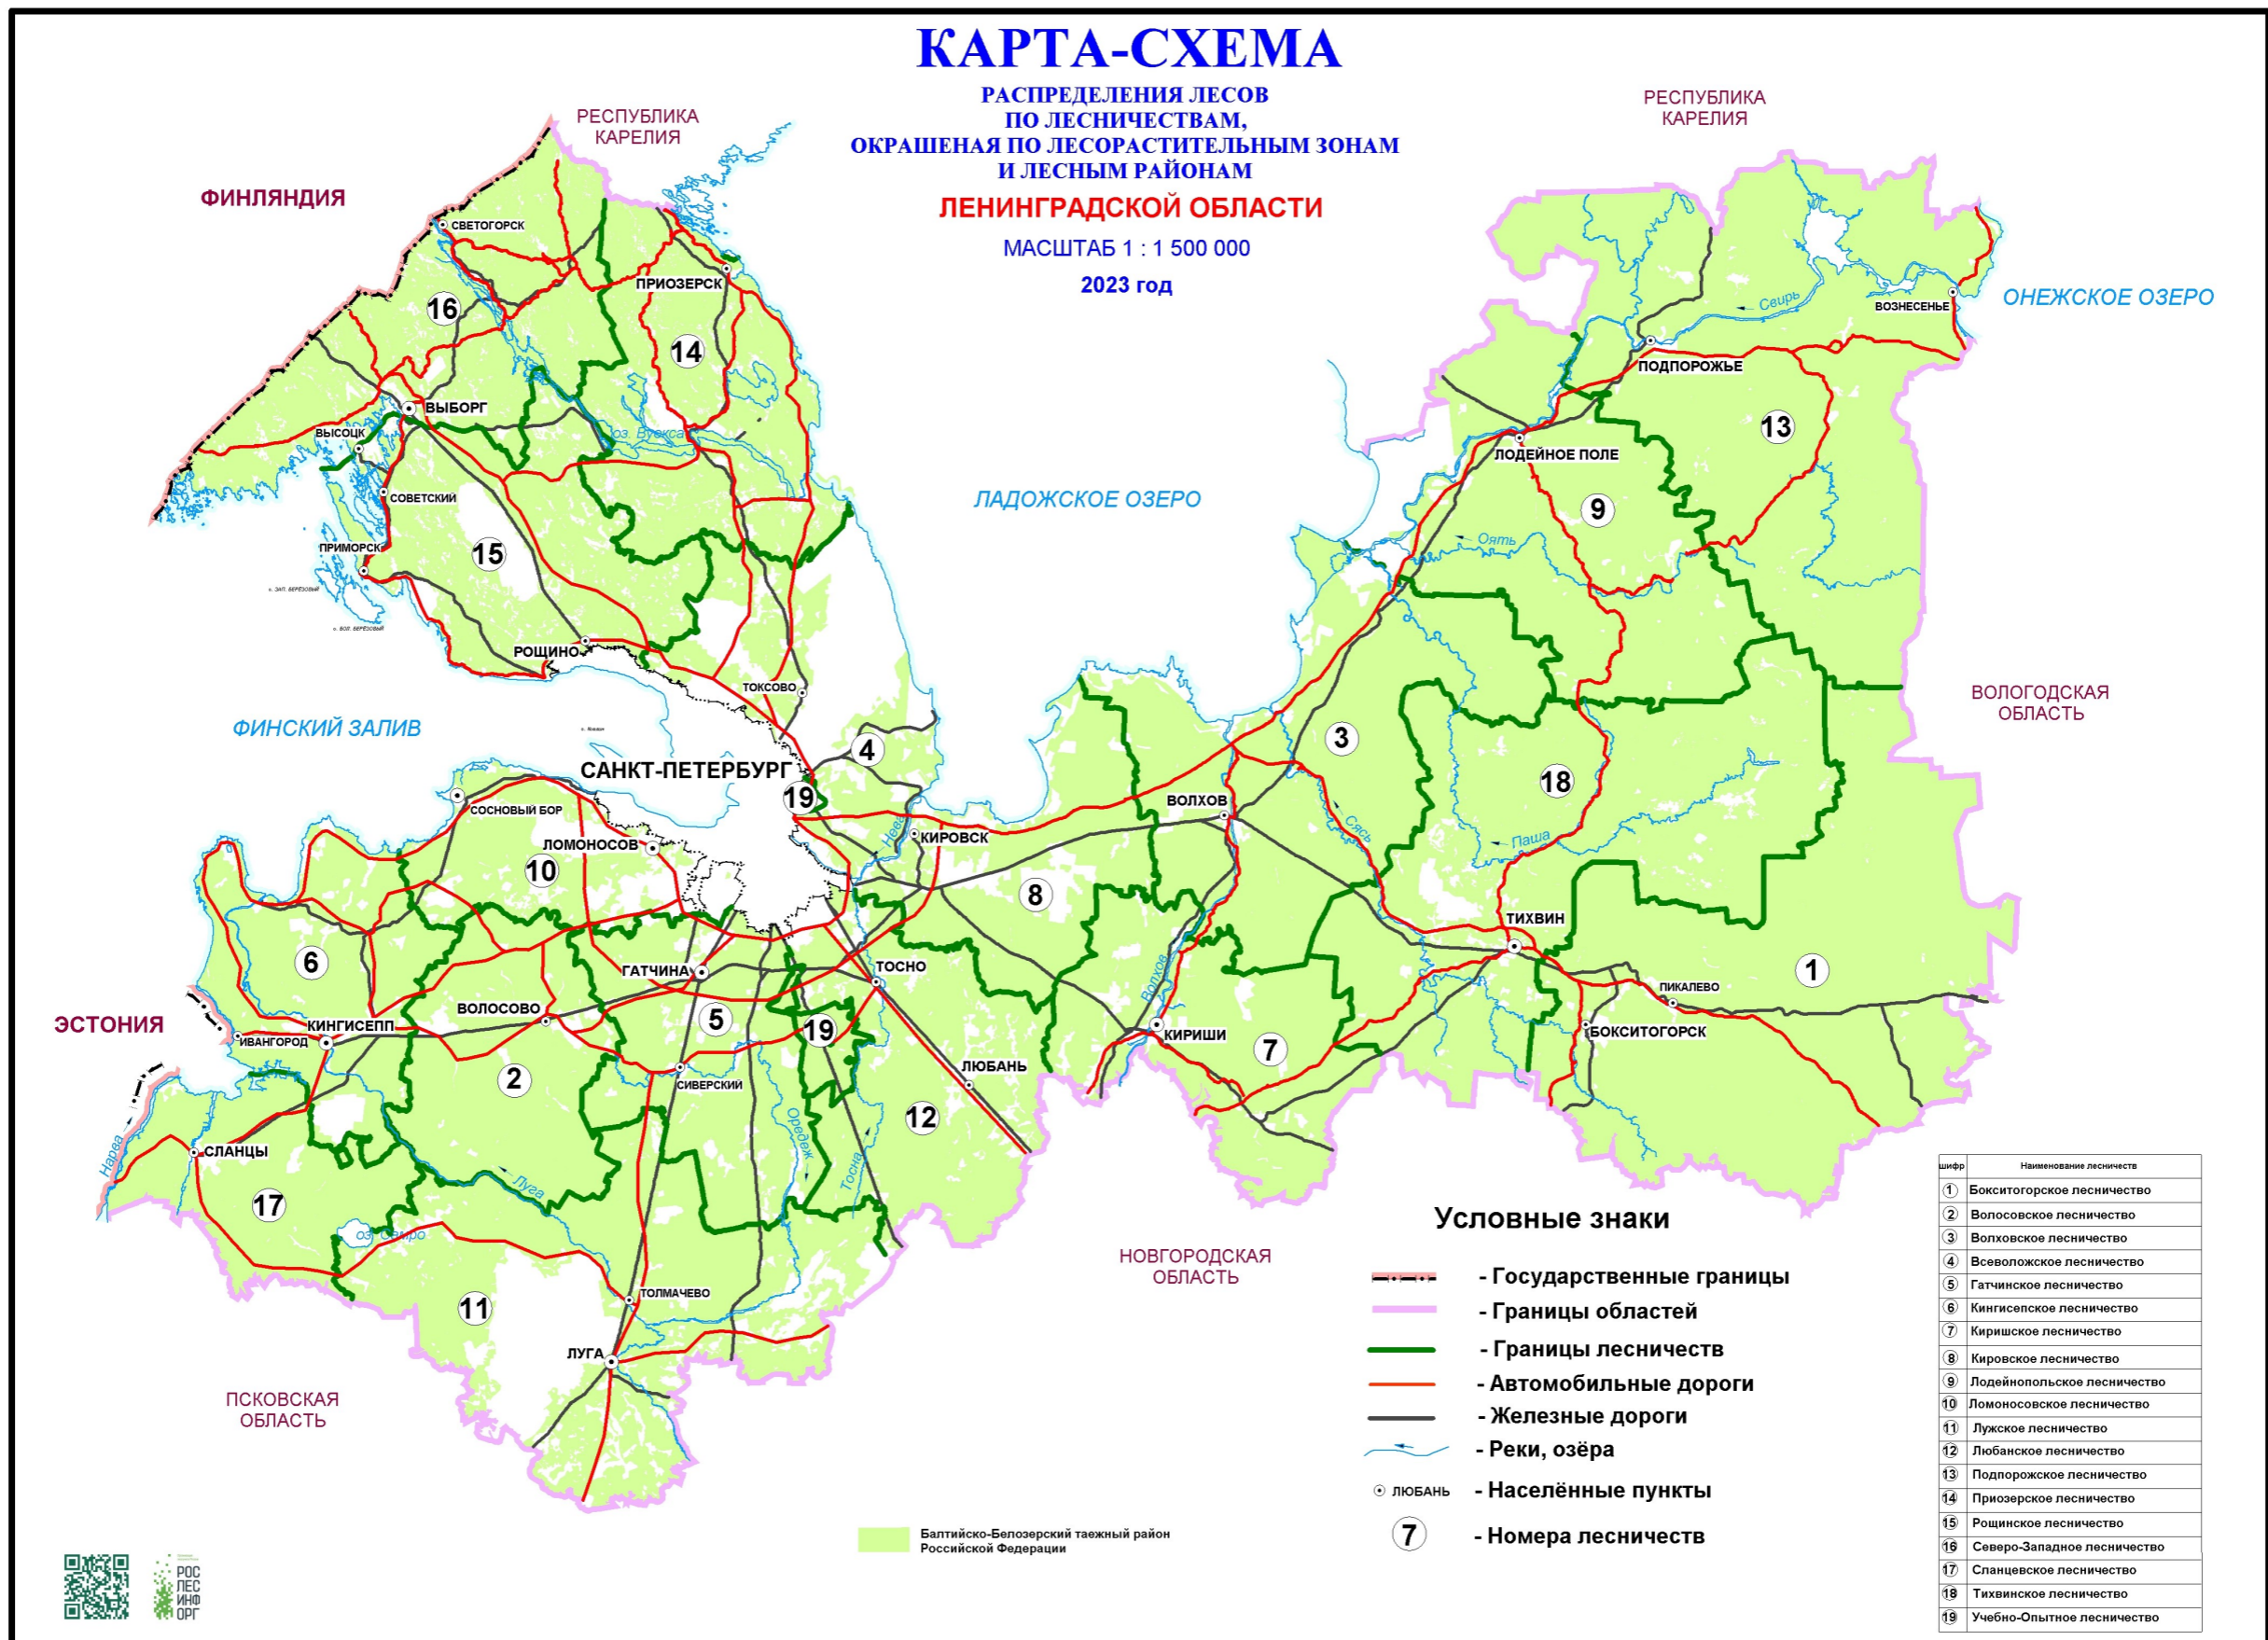 КАРТА-СХЕМА
РАСПРЕДЕЛЕНИЯ ЛЕСОВ
ПО ЛЕСНИЧЕСТВАМ,
ОКРАШЕНАЯ ПО ЛЕСОРАСТИТЕЛЬНЫМ ЗОНАМ
И ЛЕСНЫМ РАЙОНАМ
ЛЕНИНГРАДСКОЙ ОБЛАСТИ
МАСШТАБ 1 : 1 500 000
2023 год
РЕСПУБЛИКА
КАРЕЛИЯ
РЕСПУБЛИКА
КАРЕЛИЯ
ФИНЛЯНДИЯ
СВЕТОГОРСК
ПРИОЗЕРСК
16
14
ВЫБОРГ
ВЫСОЦК
оз. Вуокса
СОВЕТСКИЙ
ПРИМОРСК
15
о. ЗАП. БЕРЁЗОВЫЙ
о. БОЛ. БЕРЁЗОВЫЙ
РОЩИНО
ТОКСОВО
ЛАДОЖСКОЕ ОЗЕРО
ОНЕЖСКОЕ ОЗЕРО
ВОЗНЕСЕНЬЕ
Свирь
ПОДПОРОЖЬЕ
13
ЛОДЕЙНОЕ ПОЛЕ
9
Оять
ВОЛОГОДСКАЯ
ОБЛАСТЬ
ФИНСКИЙ ЗАЛИВ
САНКТ-ПЕТЕРБУРГ
4
19
3
18
ВОЛХОВ
Сясь
Паша
СОСНОВЫЙ БОР
ЛОМОНОСОВ
10
Нева
КИРОВСК
8
ТИХВИН
6
ГАТЧИНА
ТОСНО
Волхов
1
ПИКАЛЕВО
БОКСИТОГОРСК
ЭСТОНИЯ
ИВАНГОРОД
КИНГИСЕПП
ВОЛОСОВО
5
19
КИРИШИ
7
2
СИВЕРСКИЙ
ЛЮБАНЬ
12
Оредеж
Тосна
Нарва
СЛАНЦЫ
17
Луга
оз. Самро
11
ТОЛМАЧЕВО
ЛУГА
ПСКОВСКАЯ
ОБЛАСТЬ
НОВГОРОДСКАЯ
ОБЛАСТЬ
Условные знаки
- Государственные границы
- Границы областей
- Границы лесничеств
- Автомобильные дороги
- Железные дороги
- Реки, озёра
ЛЮБАНЬ - Населённые пункты
7 - Номера лесничеств
Балтийско-Белозерский таежный район
Российской Федерации
шифр Наименование лесничеств
1 Бокситогорское лесничество
2 Волосовское лесничество
3 Волховское лесничество
4 Всеволожское лесничество
5 Гатчинское лесничество
6 Кингисепское лесничество
7 Киришское лесничество
8 Кировское лесничество
9 Лодейнопольское лесничество
10 Ломоносовское лесничество
11 Лужское лесничество
12 Любанское лесничество
13 Подпорожское лесничество
14 Приозерское лесничество
15 Рощинское лесничество
16 Северо-Западное лесничество
17 Сланцевское лесничество
18 Тихвинское лесничество
19 Учебно-Опытное лесничество
РОС
ЛЕС
ИНФ
ОРГ